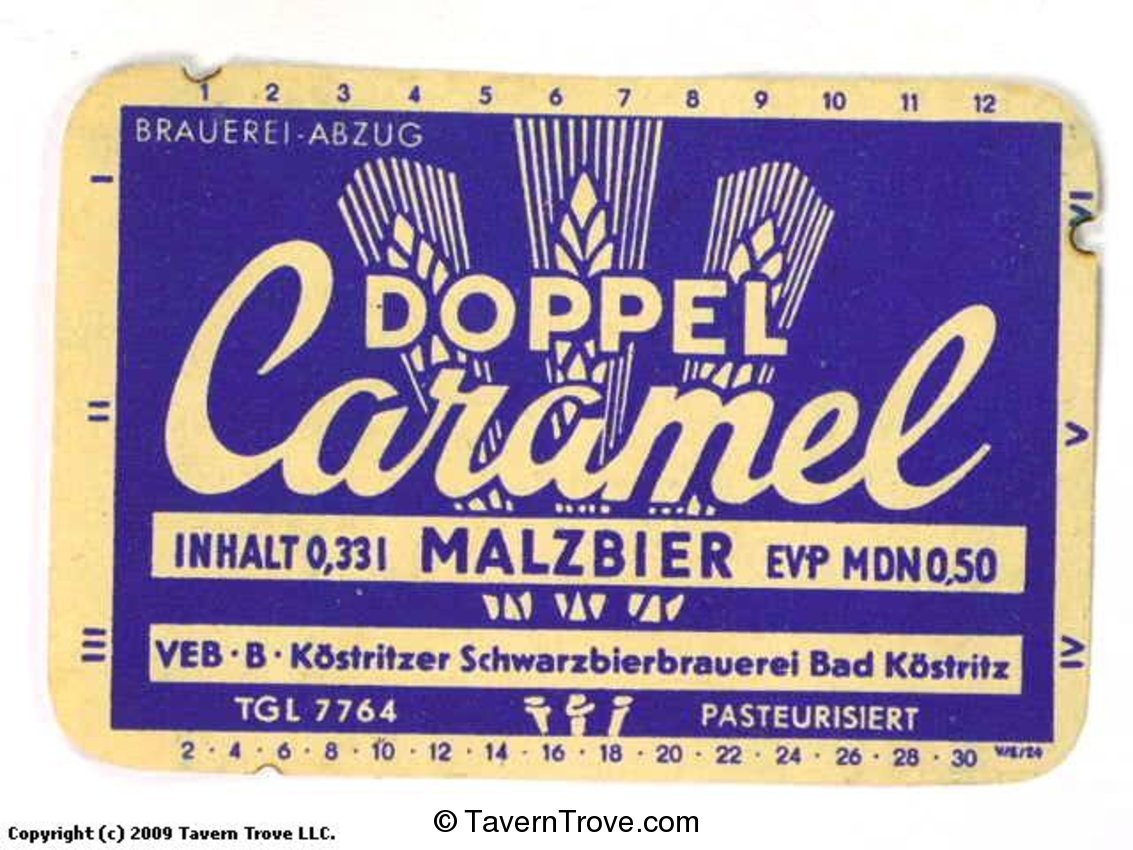 1 2 3 4 5 6 7 8 9 10 11 12
BRAUEREI-ABZUG
I
II
III
VI
V
IV
DOPPEL
Caramel
INHALT 0,33 l MALZBIER EVP MDN 0,50
VEB · B · Köstritzer Schwarzbierbrauerei Bad Köstritz
TGL 7764 PASTEURISIERT
2 · 4 · 6 · 8 · 10 · 12 · 14 · 16 · 18 · 20 · 22 · 24 · 26 · 28 · 30
Copyright (c) 2009 Tavern Trove LLC.
© TavernTrove.com